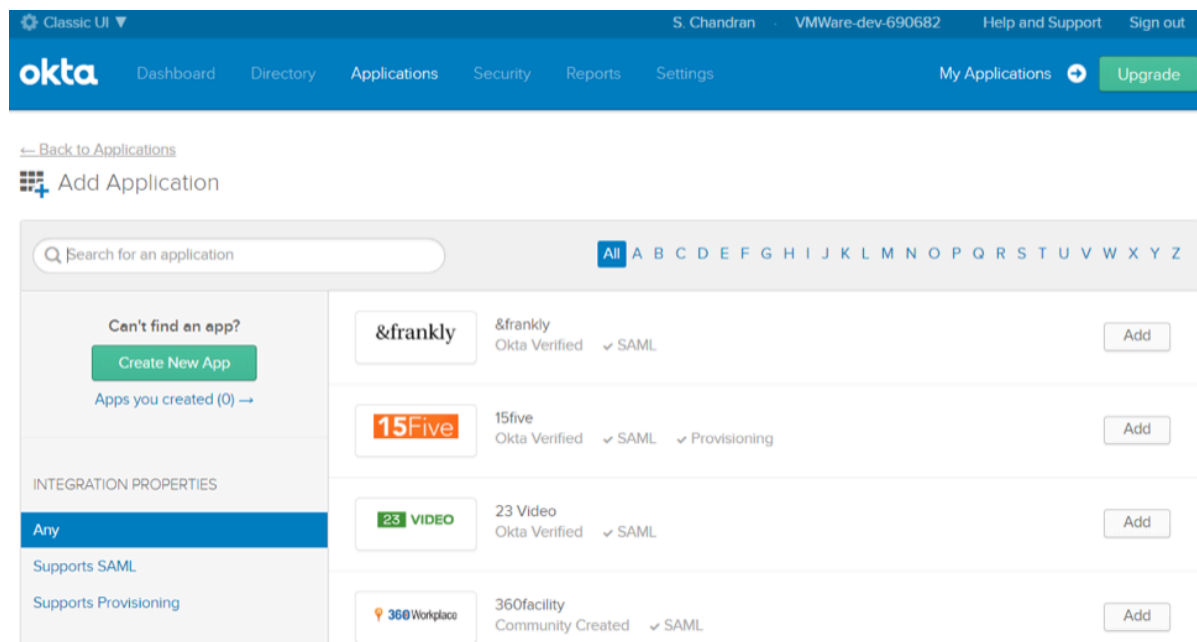 Classic UI ▼ S. Chandran · VMWare-dev-690682 Help and Support Sign out
okta Dashboard Directory Applications Security Reports Settings My Applications Upgrade
← Back to Applications
Add Application
Search for an application All A B C D E F G H I J K L M N O P Q R S T U V W X Y Z
Can't find an app?
Create New App
Apps you created (0) →
INTEGRATION PROPERTIES
Any
Supports SAML
Supports Provisioning
&frankly &frankly Add
Okta Verified ✓ SAML
15Five 15five Add
Okta Verified ✓ SAML ✓ Provisioning
23 VIDEO 23 Video Add
Okta Verified ✓ SAML
360Workplace 360facility Add
Community Created ✓ SAML